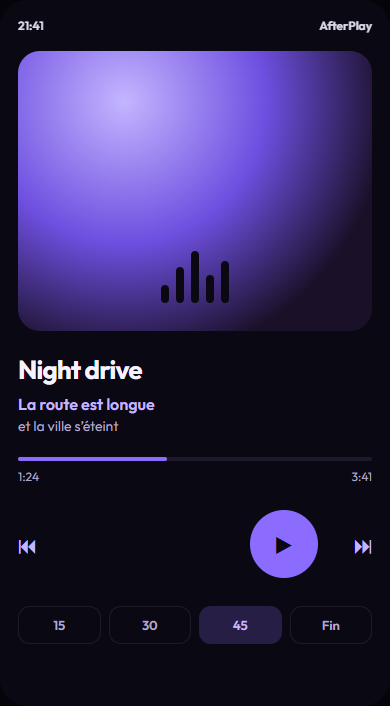 21:41 AfterPlay
Night drive
La route est longue
et la ville s’éteint
1:24 3:41
15 30 45 Fin